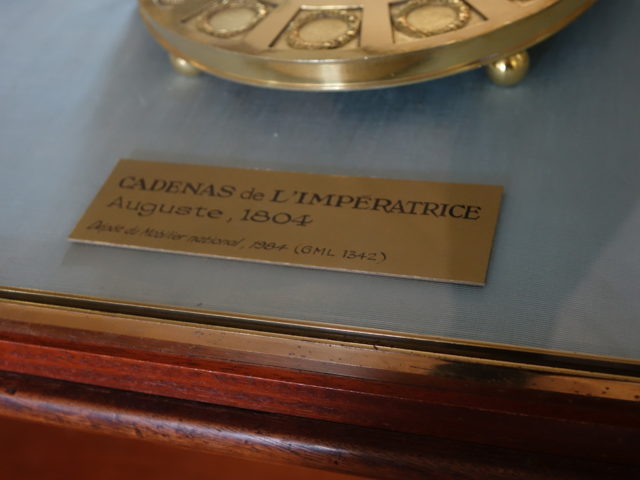 CADENAS de L'IMPÉRATRICE
Auguste, 1804
Dépôt du Mobilier national, 1984 (GML 1342)